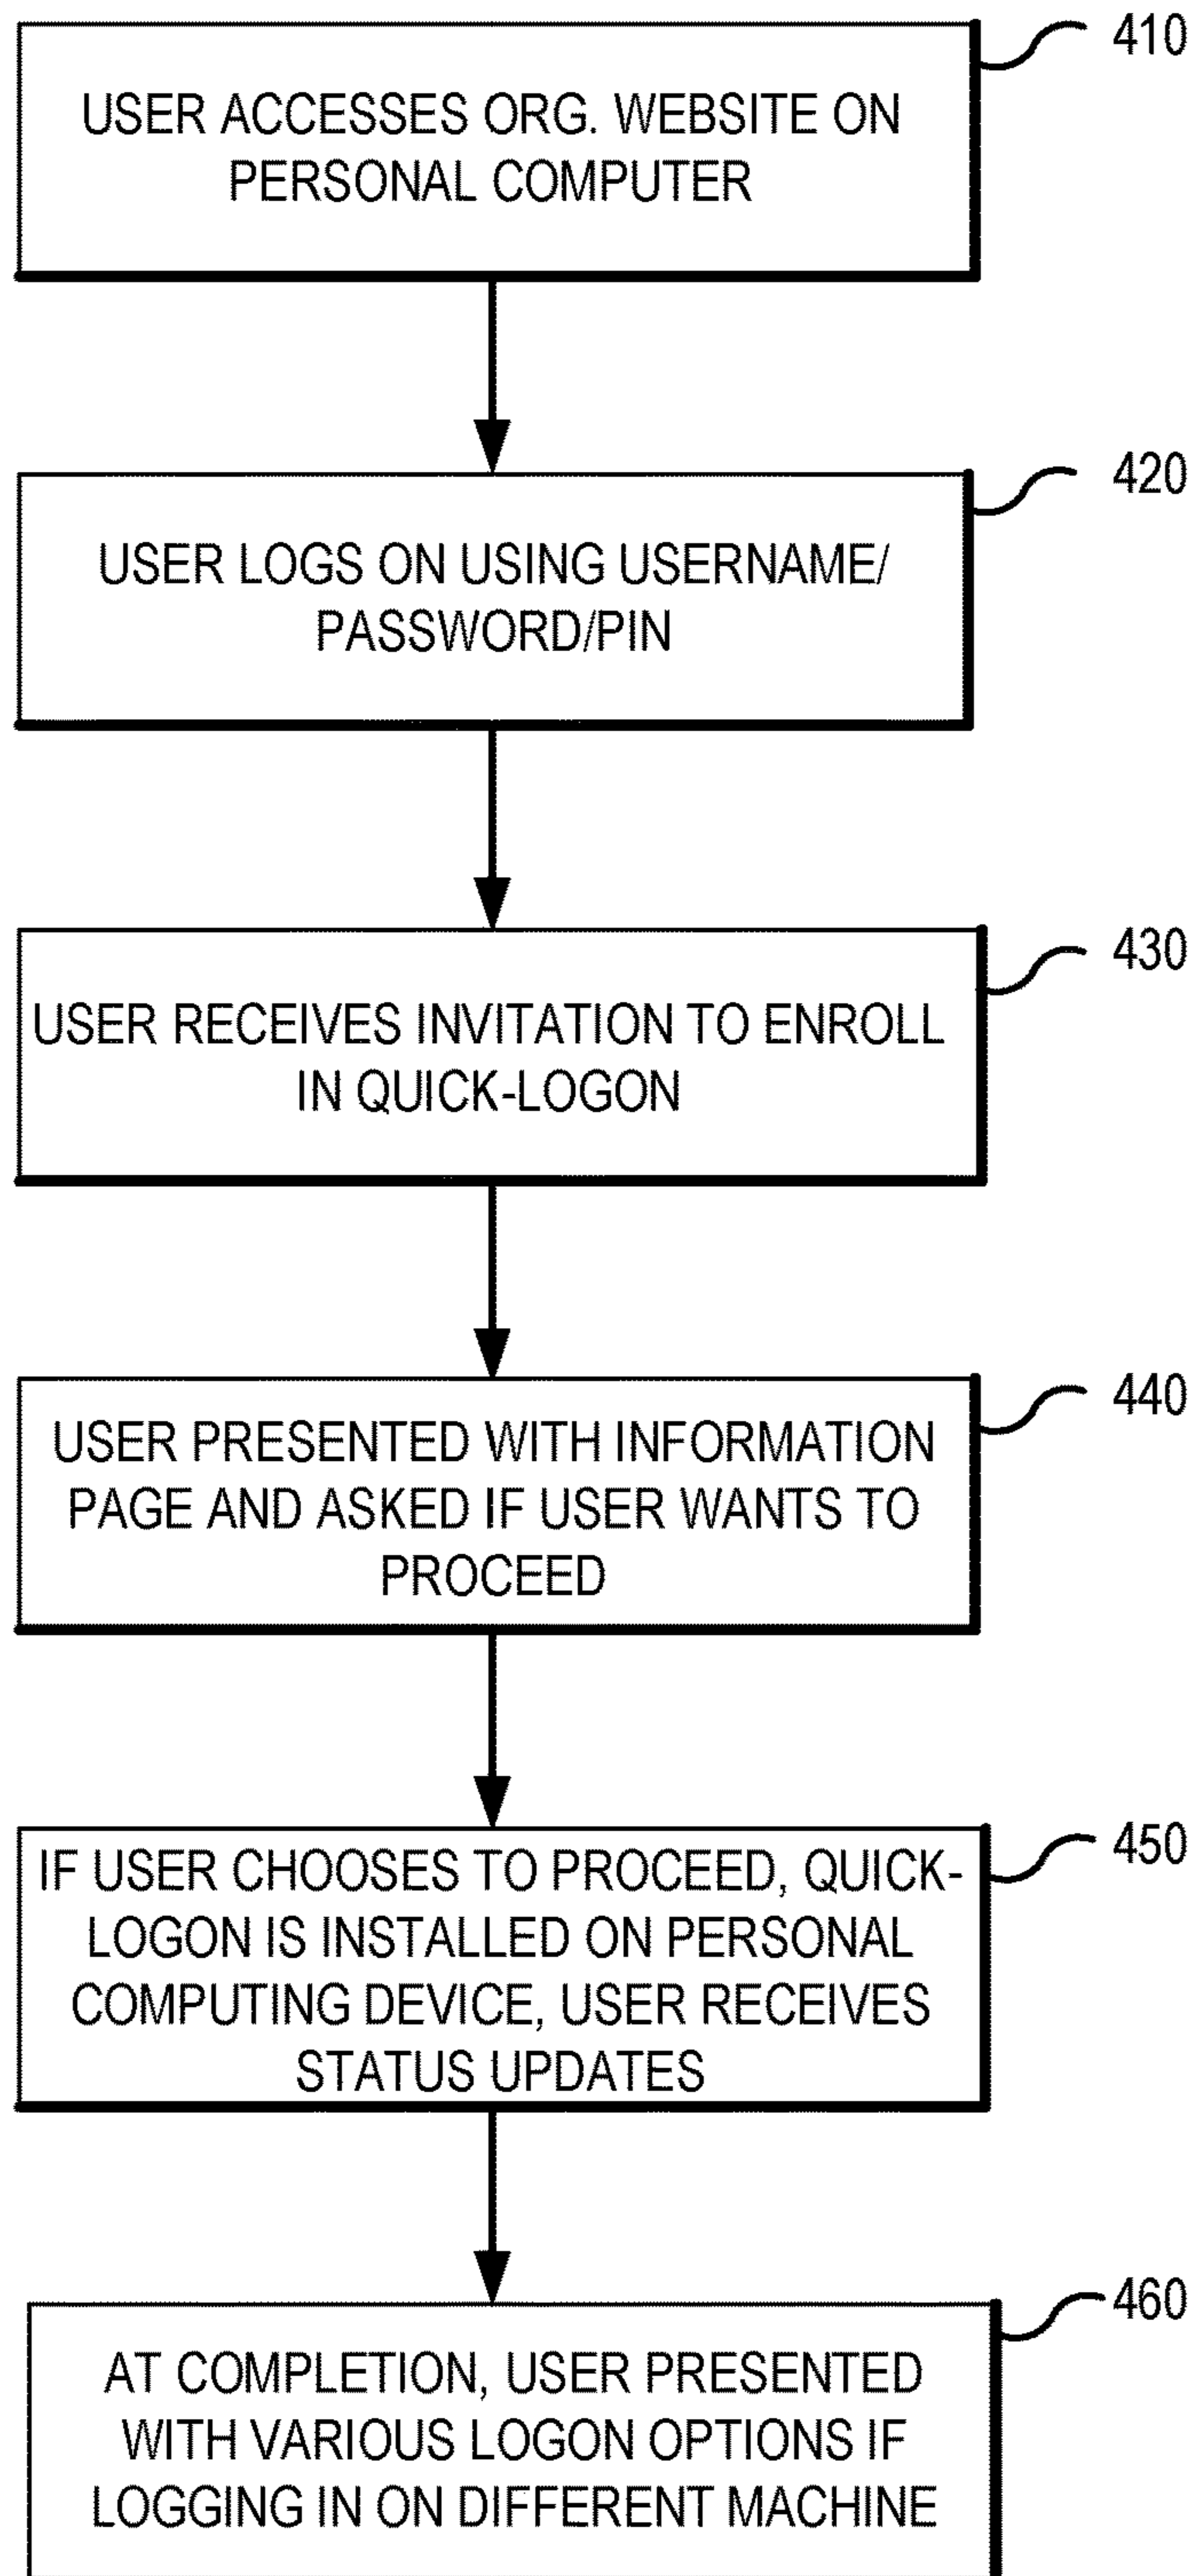 410
USER ACCESSES ORG. WEBSITE ON
PERSONAL COMPUTER
420
USER LOGS ON USING USERNAME/
PASSWORD/PIN
430
USER RECEIVES INVITATION TO ENROLL
IN QUICK-LOGON
440
USER PRESENTED WITH INFORMATION
PAGE AND ASKED IF USER WANTS TO
PROCEED
450
IF USER CHOOSES TO PROCEED, QUICK-
LOGON IS INSTALLED ON PERSONAL
COMPUTING DEVICE, USER RECEIVES
STATUS UPDATES
460
AT COMPLETION, USER PRESENTED
WITH VARIOUS LOGON OPTIONS IF
LOGGING IN ON DIFFERENT MACHINE